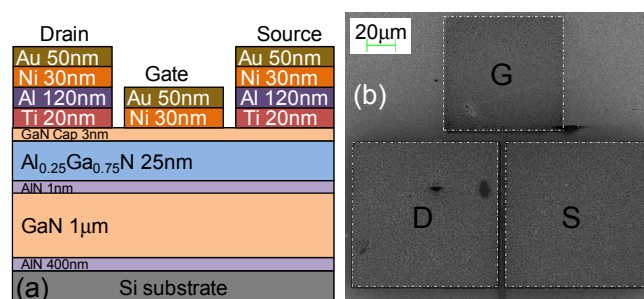 Drain
Source
Au 50nm
Ni 30nm
Al 120nm
Ti 20nm
Gate
Au 50nm
Ni 30nm
Au 50nm
Ni 30nm
Al 120nm
Ti 20nm
GaN Cap 3nm
Al0.25Ga0.75N 25nm
AlN 1nm
GaN 1µm
AlN 400nm
(a)
Si substrate
20µm
(b)
G
D
S